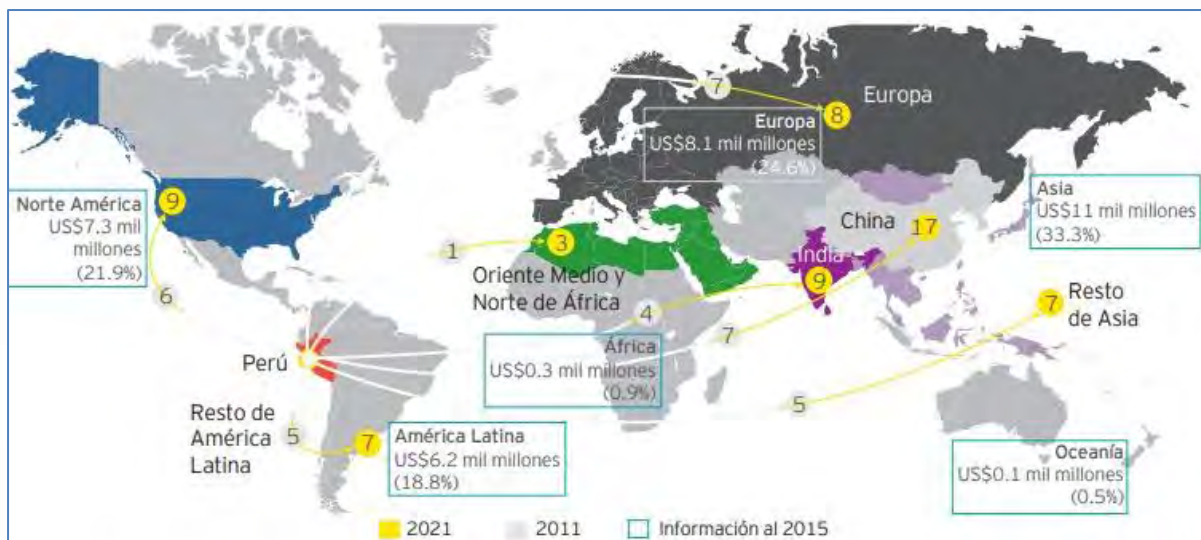 7
8
Europa
Europa
US$8.1 mil millones
(24.6%)
Norte América
US$7.3 mil
millones
(21.9%)
9
6
1
3
Oriente Medio y
Norte de África
China
17
India
9
4
7
Asia
US$11 mil millones
(33.3%)
7
Resto
de Asia
5
África
US$0.3 mil millones
(0.9%)
Perú
Resto de
América
Latina
5
7
América Latina
US$6.2 mil millones
(18.8%)
Oceanía
US$0.1 mil millones
(0.5%)
2021
2011
Información al 2015